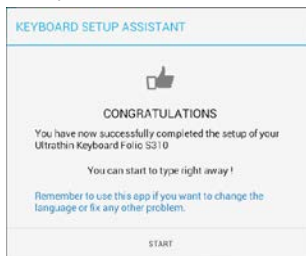 KEYBOARD SETUP ASSISTANT
CONGRATULATIONS
You have now successfully completed the setup of your
Ultrathin Keyboard Folio S310
You can start to type right away !
Remember to use this app if you want to change the
language or fix any other problem.
START